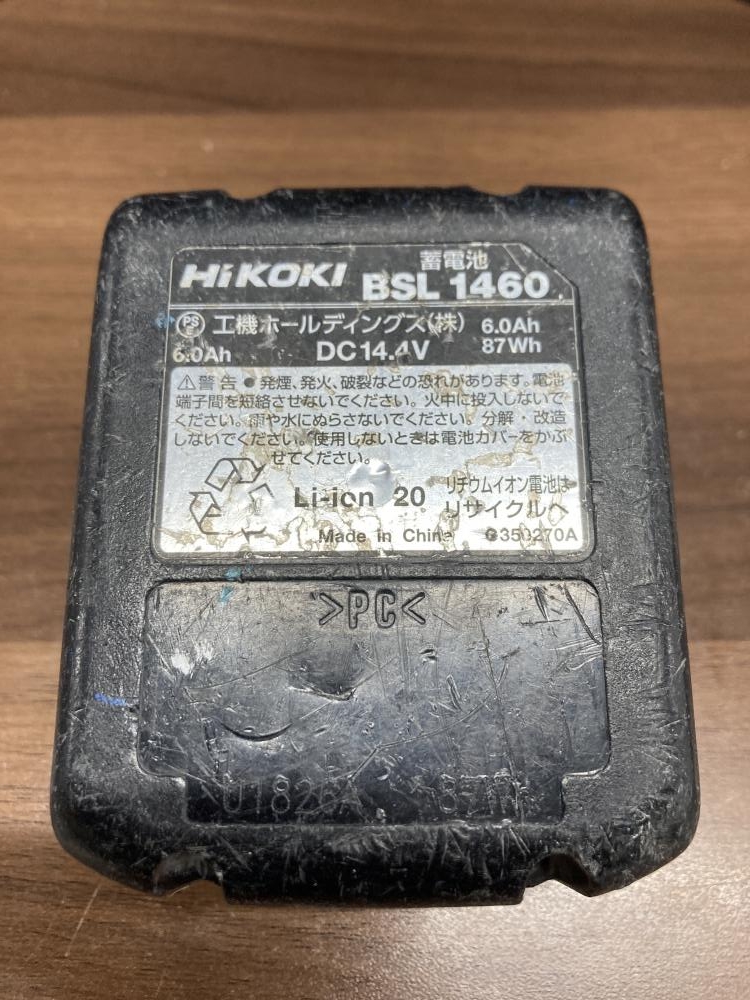 HiKOKI
蓄電池
BSL 1460
PS E 工機ホールディングス(株) 6.0Ah
6.0Ah DC14.4V 87Wh
⚠警告 ● 発煙、発火、破裂などの恐れがあります。電池
端子間を短絡させないでください。火中に投入しないで
ください。雨や水にぬらさないでください。分解・改造
しないでください。使用しないときは電池カバーをかぶ
せてください。
Li-ion 20 リチウムイオン電池は
リサイクルへ
Made in China
>PC<
87W